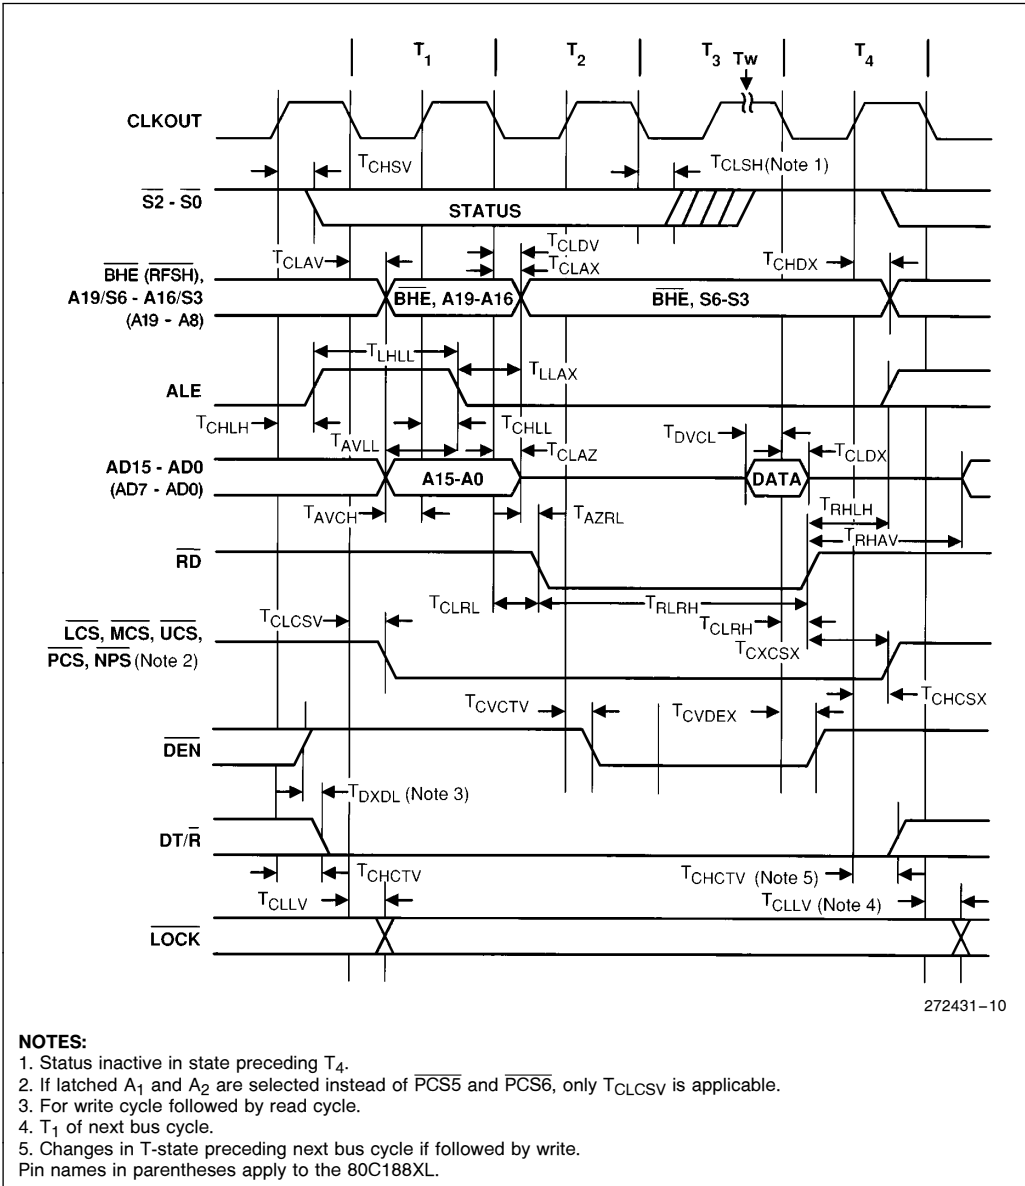 T1 T2 T3 TW T4
CLKOUT
TCHSV TCLSH(Note 1)
S2 - S0 STATUS
TCLDV
TCLAV TCLAX TCHDX
BHE (RFSH),
A19/S6 - A16/S3 BHE, A19-A16 BHE, S6-S3
(A19 - A8)
TLHLL
TLLAX
ALE
TCHLH TCHLL
TAVLL TDVCL
TCLAZ TCLDX
AD15 - AD0
(AD7 - AD0) A15-A0 DATA
TAVCH TAZRL TRHLH
TRHAV
RD
TCLRL TRLRH
TCLCSV TCLRH
LCS, MCS, UCS,
PCS, NPS (Note 2) TCXCSX
TCHCSX
TCVCTV TCVDEX
DEN
TDXDL (Note 3)
DT/R
TCHCTV TCHCTV (Note 5)
TCLLV TCLLV (Note 4)
LOCK
272431-10
NOTES:
1. Status inactive in state preceding T4.
2. If latched A1 and A2 are selected instead of PCS5 and PCS6, only TCLCSV is applicable.
3. For write cycle followed by read cycle.
4. T1 of next bus cycle.
5. Changes in T-state preceding next bus cycle if followed by write.
Pin names in parentheses apply to the 80C188XL.